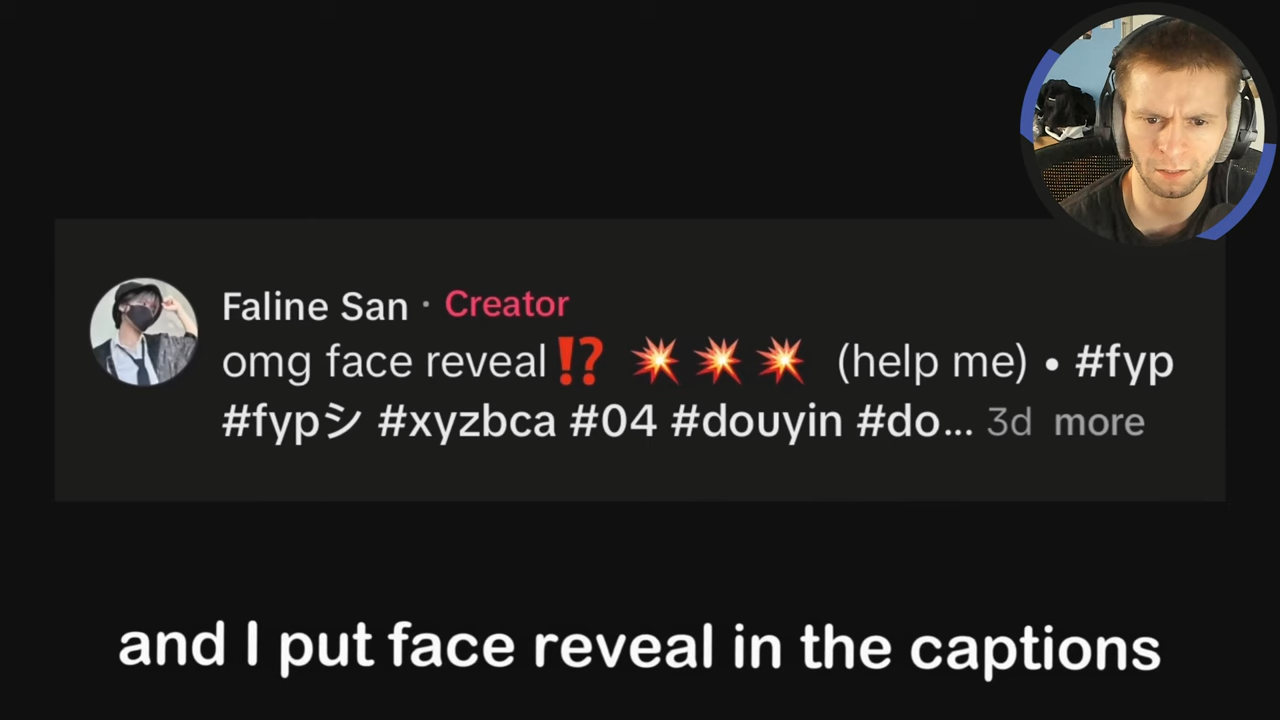 Faline San · Creator
omg face reveal⁉️ 💥💥💥 (help me) • #fyp
#fypシ #xyzbca #04 #douyin #do... 3d more
and I put face reveal in the captions